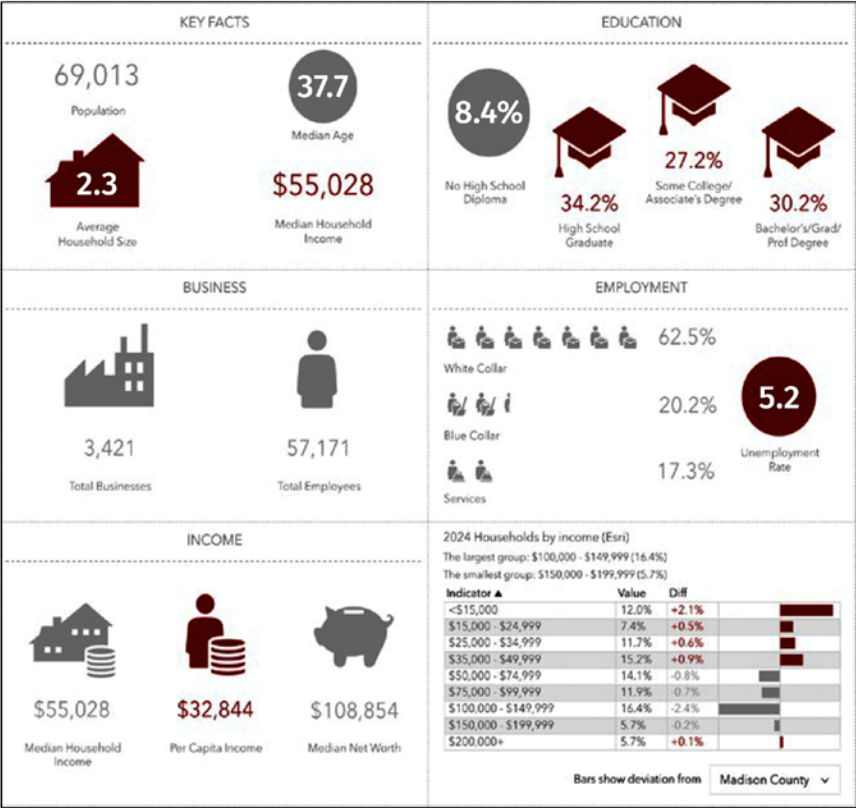 KEY FACTS
69,013
Population
37.7
Median Age
2.3
Average
Household Size
$55,028
Median Household
Income
EDUCATION
8.4%
No High School
Diploma
34.2%
High School
Graduate
27.2%
Some College/
Associate's Degree
30.2%
Bachelor's/Grad/
Prof Degree
BUSINESS
3,421
Total Businesses
57,171
Total Employees
EMPLOYMENT
62.5%
White Collar
20.2%
Blue Collar
17.3%
Services
5.2
Unemployment
Rate
INCOME
$55,028
Median Household
Income
$32,844
Per Capita Income
$108,854
Median Net Worth
2024 Households by income (Esri)
The largest group: $100,000 - $149,999 (16.4%)
The smallest group: $150,000 - $199,999 (5.7%)
Indicator ▲ Value Diff
<$15,000 12.0% +2.1%
$15,000 - $24,999 7.4% +0.5%
$25,000 - $34,999 11.7% +0.6%
$35,000 - $49,999 15.2% +0.9%
$50,000 - $74,999 14.1% -0.8%
$75,000 - $99,999 11.9% -0.7%
$100,000 - $149,999 16.4% -2.4%
$150,000 - $199,999 5.7% -0.2%
$200,000+ 5.7% +0.1%
Bars show deviation from Madison County